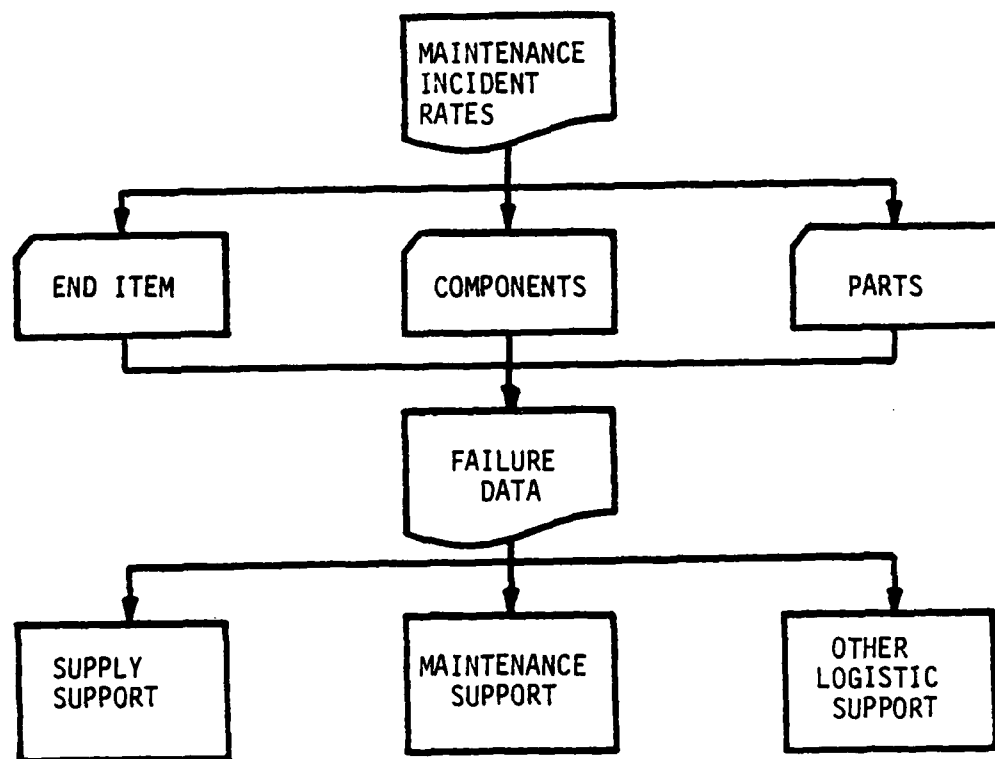 MAINTENANCE
INCIDENT
RATES
END ITEM
COMPONENTS
PARTS
FAILURE
DATA
SUPPLY
SUPPORT
MAINTENANCE
SUPPORT
OTHER
LOGISTIC
SUPPORT